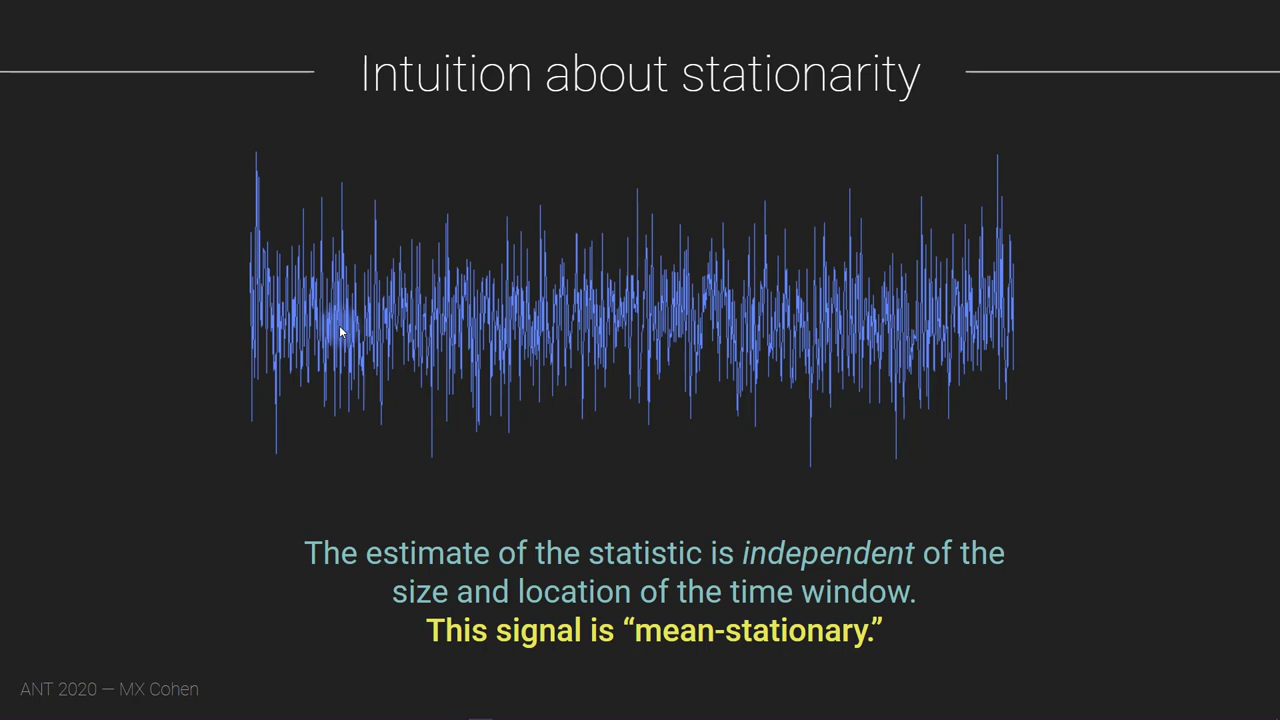 Intuition about stationarity
The estimate of the statistic is independent of the
size and location of the time window.
This signal is “mean-stationary.”
ANT 2020 — MX Cohen